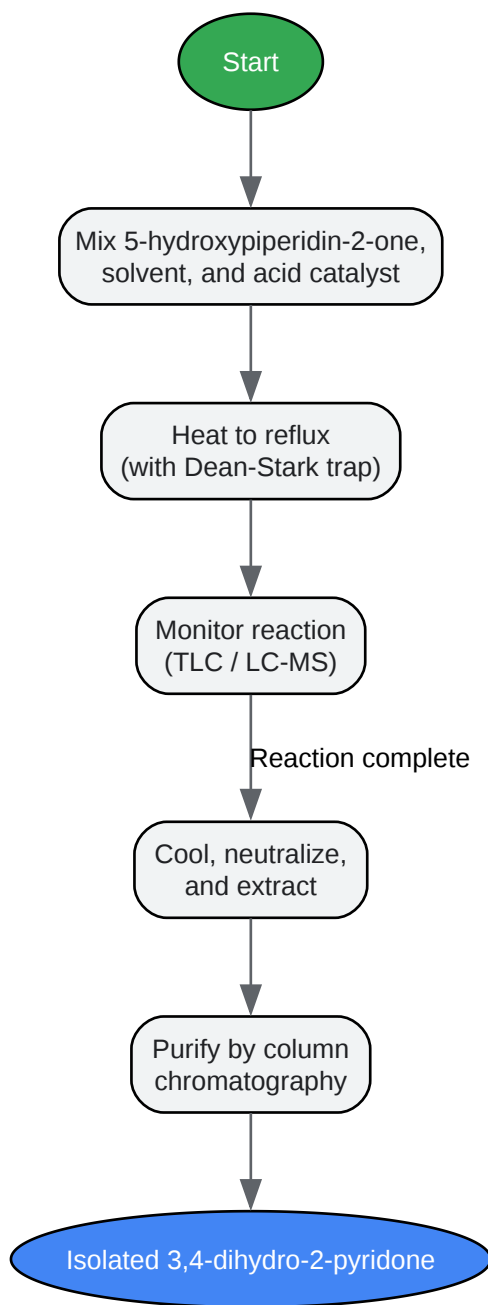 Start
Mix 5-hydroxypiperidin-2-one,
solvent, and acid catalyst
Heat to reflux
(with Dean-Stark trap)
Monitor reaction
(TLC / LC-MS)
Reaction complete
Cool, neutralize,
and extract
Purify by column
chromatography
Isolated 3,4-dihydro-2-pyridone